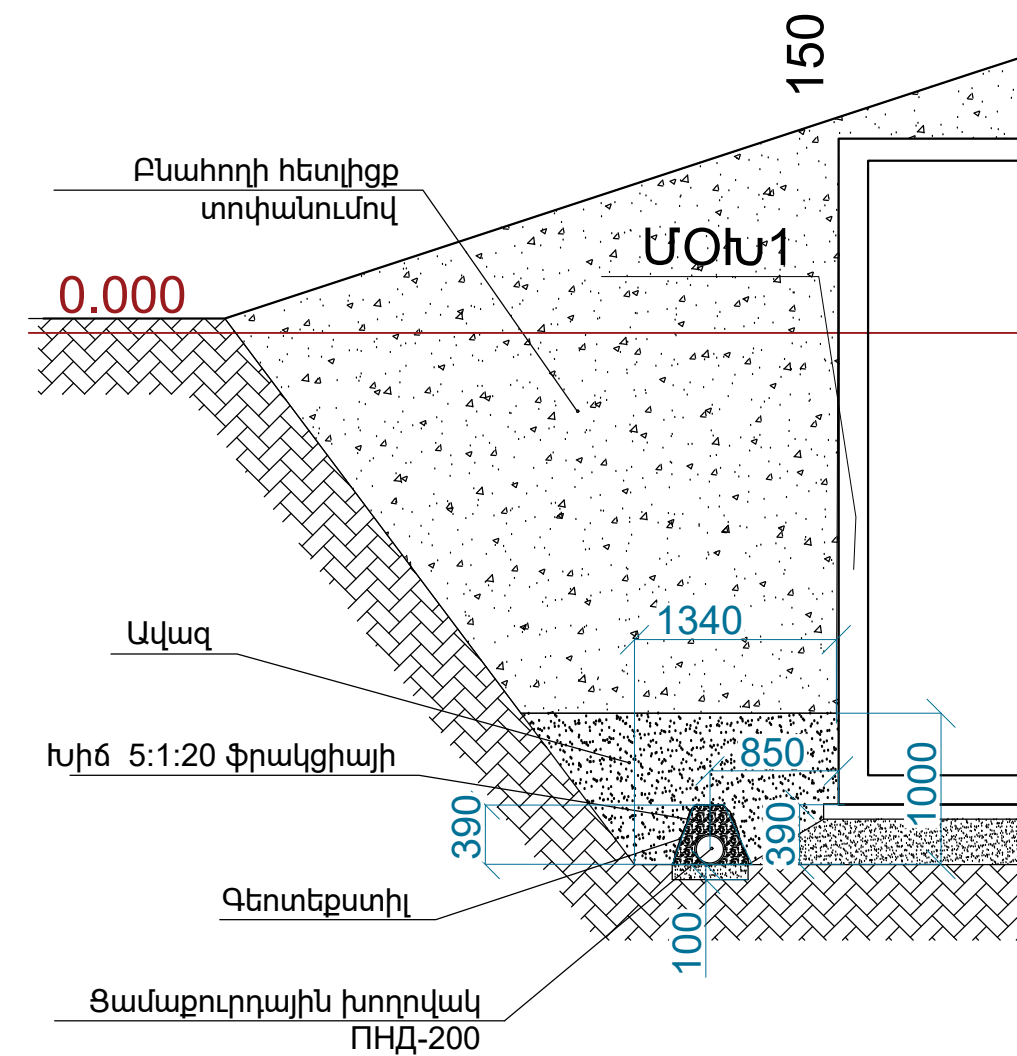 150
Բնահողի հետլիցք
տոփանումով
ՄՕԽ1
0.000
1340
Ավազ
850
Խիճ 5:1:20 ֆրակցիայի
1000
390
390
Գեոտեքստիլ
100
Ցամաքուրդային խողովակ
ПНД-200